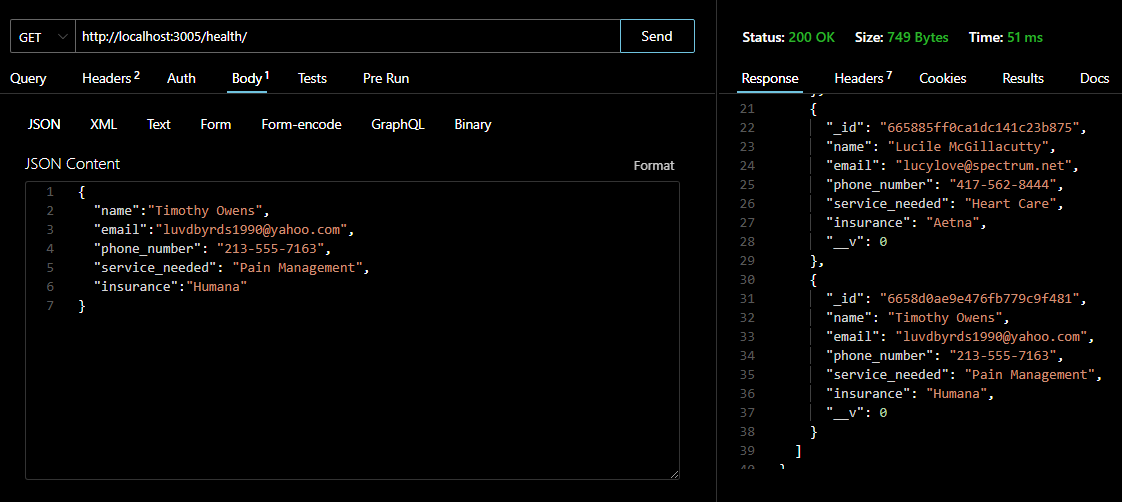 GET http://localhost:3005/health/ Send
Query Headers 2 Auth Body 1 Tests Pre Run
JSON XML Text Form Form-encode GraphQL Binary
JSON Content Format
1 {
2 "name":"Timothy Owens",
3 "email":"luvdbyrds1990@yahoo.com",
4 "phone_number": "213-555-7163",
5 "service_needed": "Pain Management",
6 "insurance":"Humana"
7 }
Status: 200 OK Size: 749 Bytes Time: 51 ms
Response Headers 7 Cookies Results Docs
},
21 {
22 "_id": "665885ff0ca1dc141c23b875",
23 "name": "Lucile McGillacutty",
24 "email": "lucylove@spectrum.net",
25 "phone_number": "417-562-8444",
26 "service_needed": "Heart Care",
27 "insurance": "Aetna",
28 "__v": 0
29 },
30 {
31 "_id": "6658d0ae9e476fb779c9f481",
32 "name": "Timothy Owens",
33 "email": "luvdbyrds1990@yahoo.com",
34 "phone_number": "213-555-7163",
35 "service_needed": "Pain Management",
36 "insurance": "Humana",
37 "__v": 0
38 }
39 ]
40 }